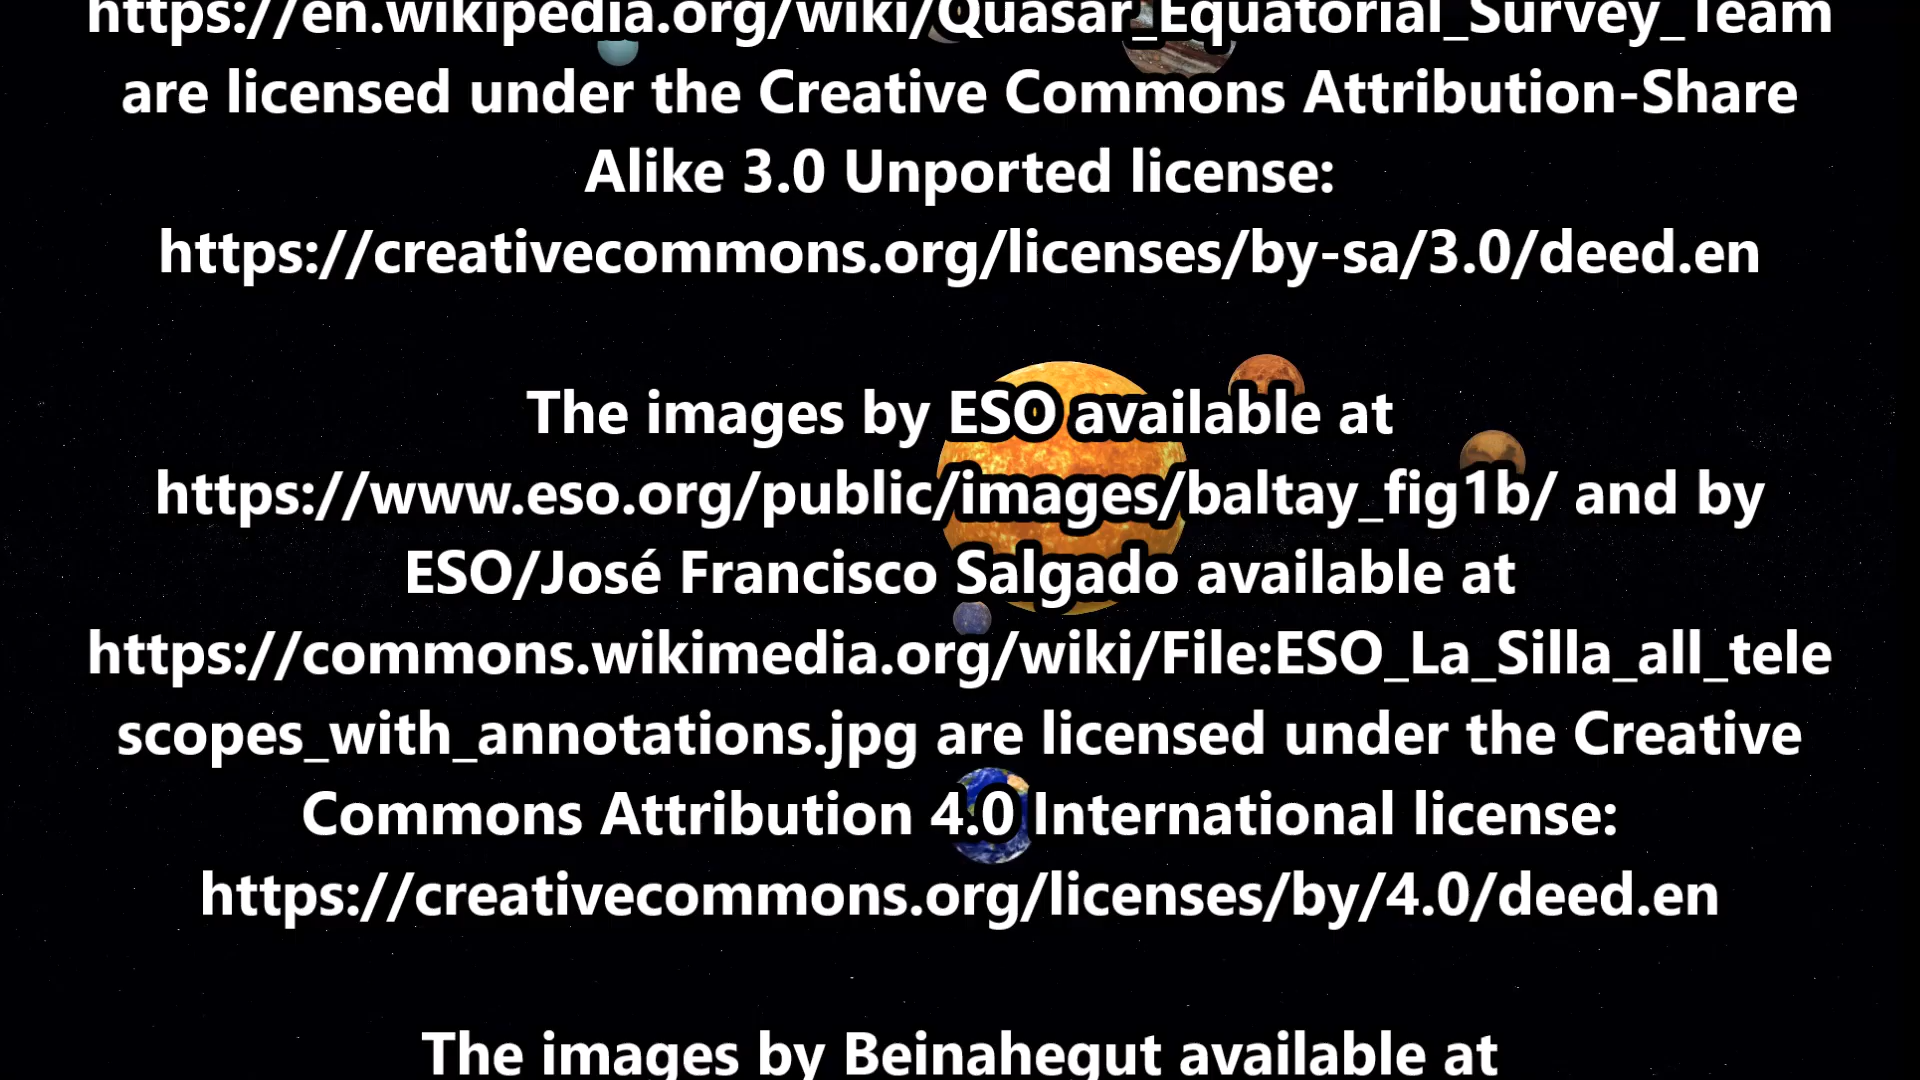 https://en.wikipedia.org/wiki/Quasar_Equatorial_Survey_Team
are licensed under the Creative Commons Attribution-Share
Alike 3.0 Unported license:
https://creativecommons.org/licenses/by-sa/3.0/deed.en
The images by ESO available at
https://www.eso.org/public/images/baltay_fig1b/ and by
ESO/José Francisco Salgado available at
https://commons.wikimedia.org/wiki/File:ESO_La_Silla_all_tele
scopes_with_annotations.jpg are licensed under the Creative
Commons Attribution 4.0 International license:
https://creativecommons.org/licenses/by/4.0/deed.en
The images by Beinahegut available at